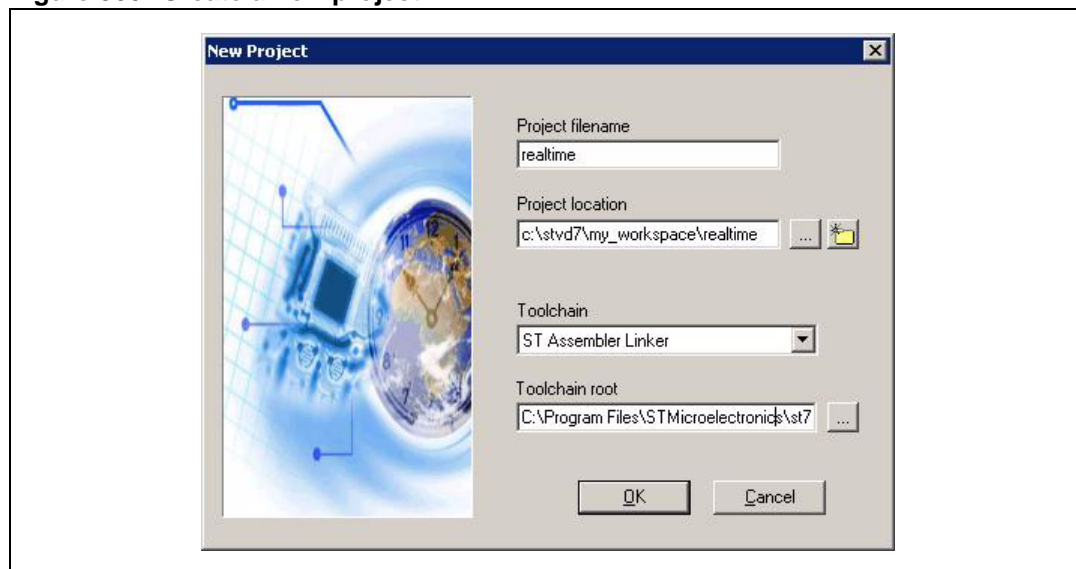 New Project
Project filename
realtime
Project location
c:\stvd7\my_workspace\realtime
...
Toolchain
ST Assembler Linker
Toolchain root
C:\Program Files\STMicroelectronics\st7
...
OK
Cancel